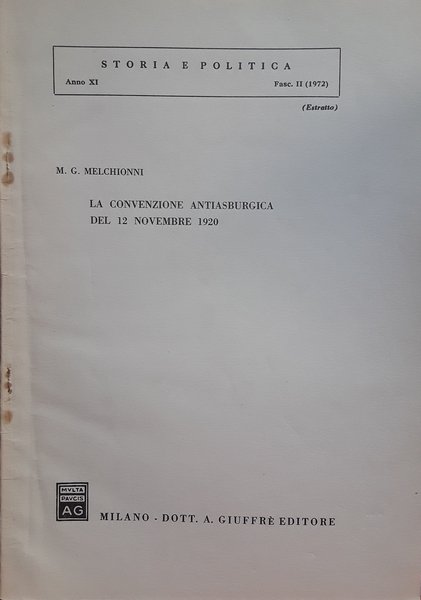 STORIA E POLITICA
Anno XI Fasc. II (1972)
(Estratto)
M. G. MELCHIONNI
LA CONVENZIONE ANTIASBURGICA
DEL 12 NOVEMBRE 1920
MVLTA
PAVCIS
AG
MILANO - DOTT. A. GIUFFRÈ EDITORE